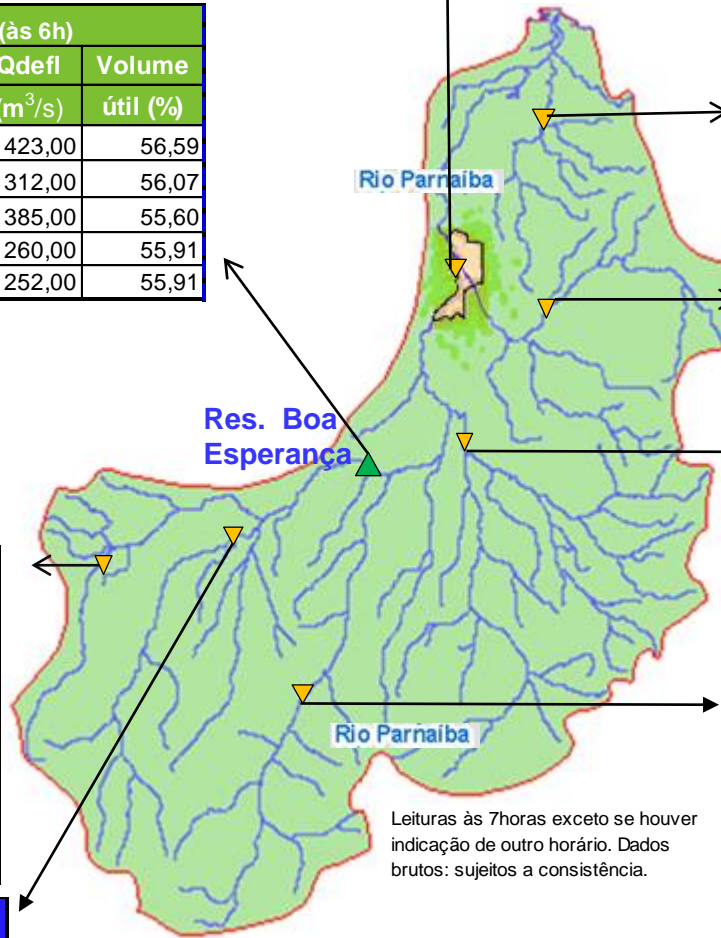 (às 6h)
Qdefl Volume
(m³/s) útil (%)
423,00 56,59
312,00 56,07
385,00 55,60
260,00 55,91
252,00 55,91
Rio Parnaíba
Res. Boa
Esperança
Rio Parnaíba
Leituras às 7horas exceto se houver
indicação de outro horário. Dados
brutos: sujeitos a consistência.